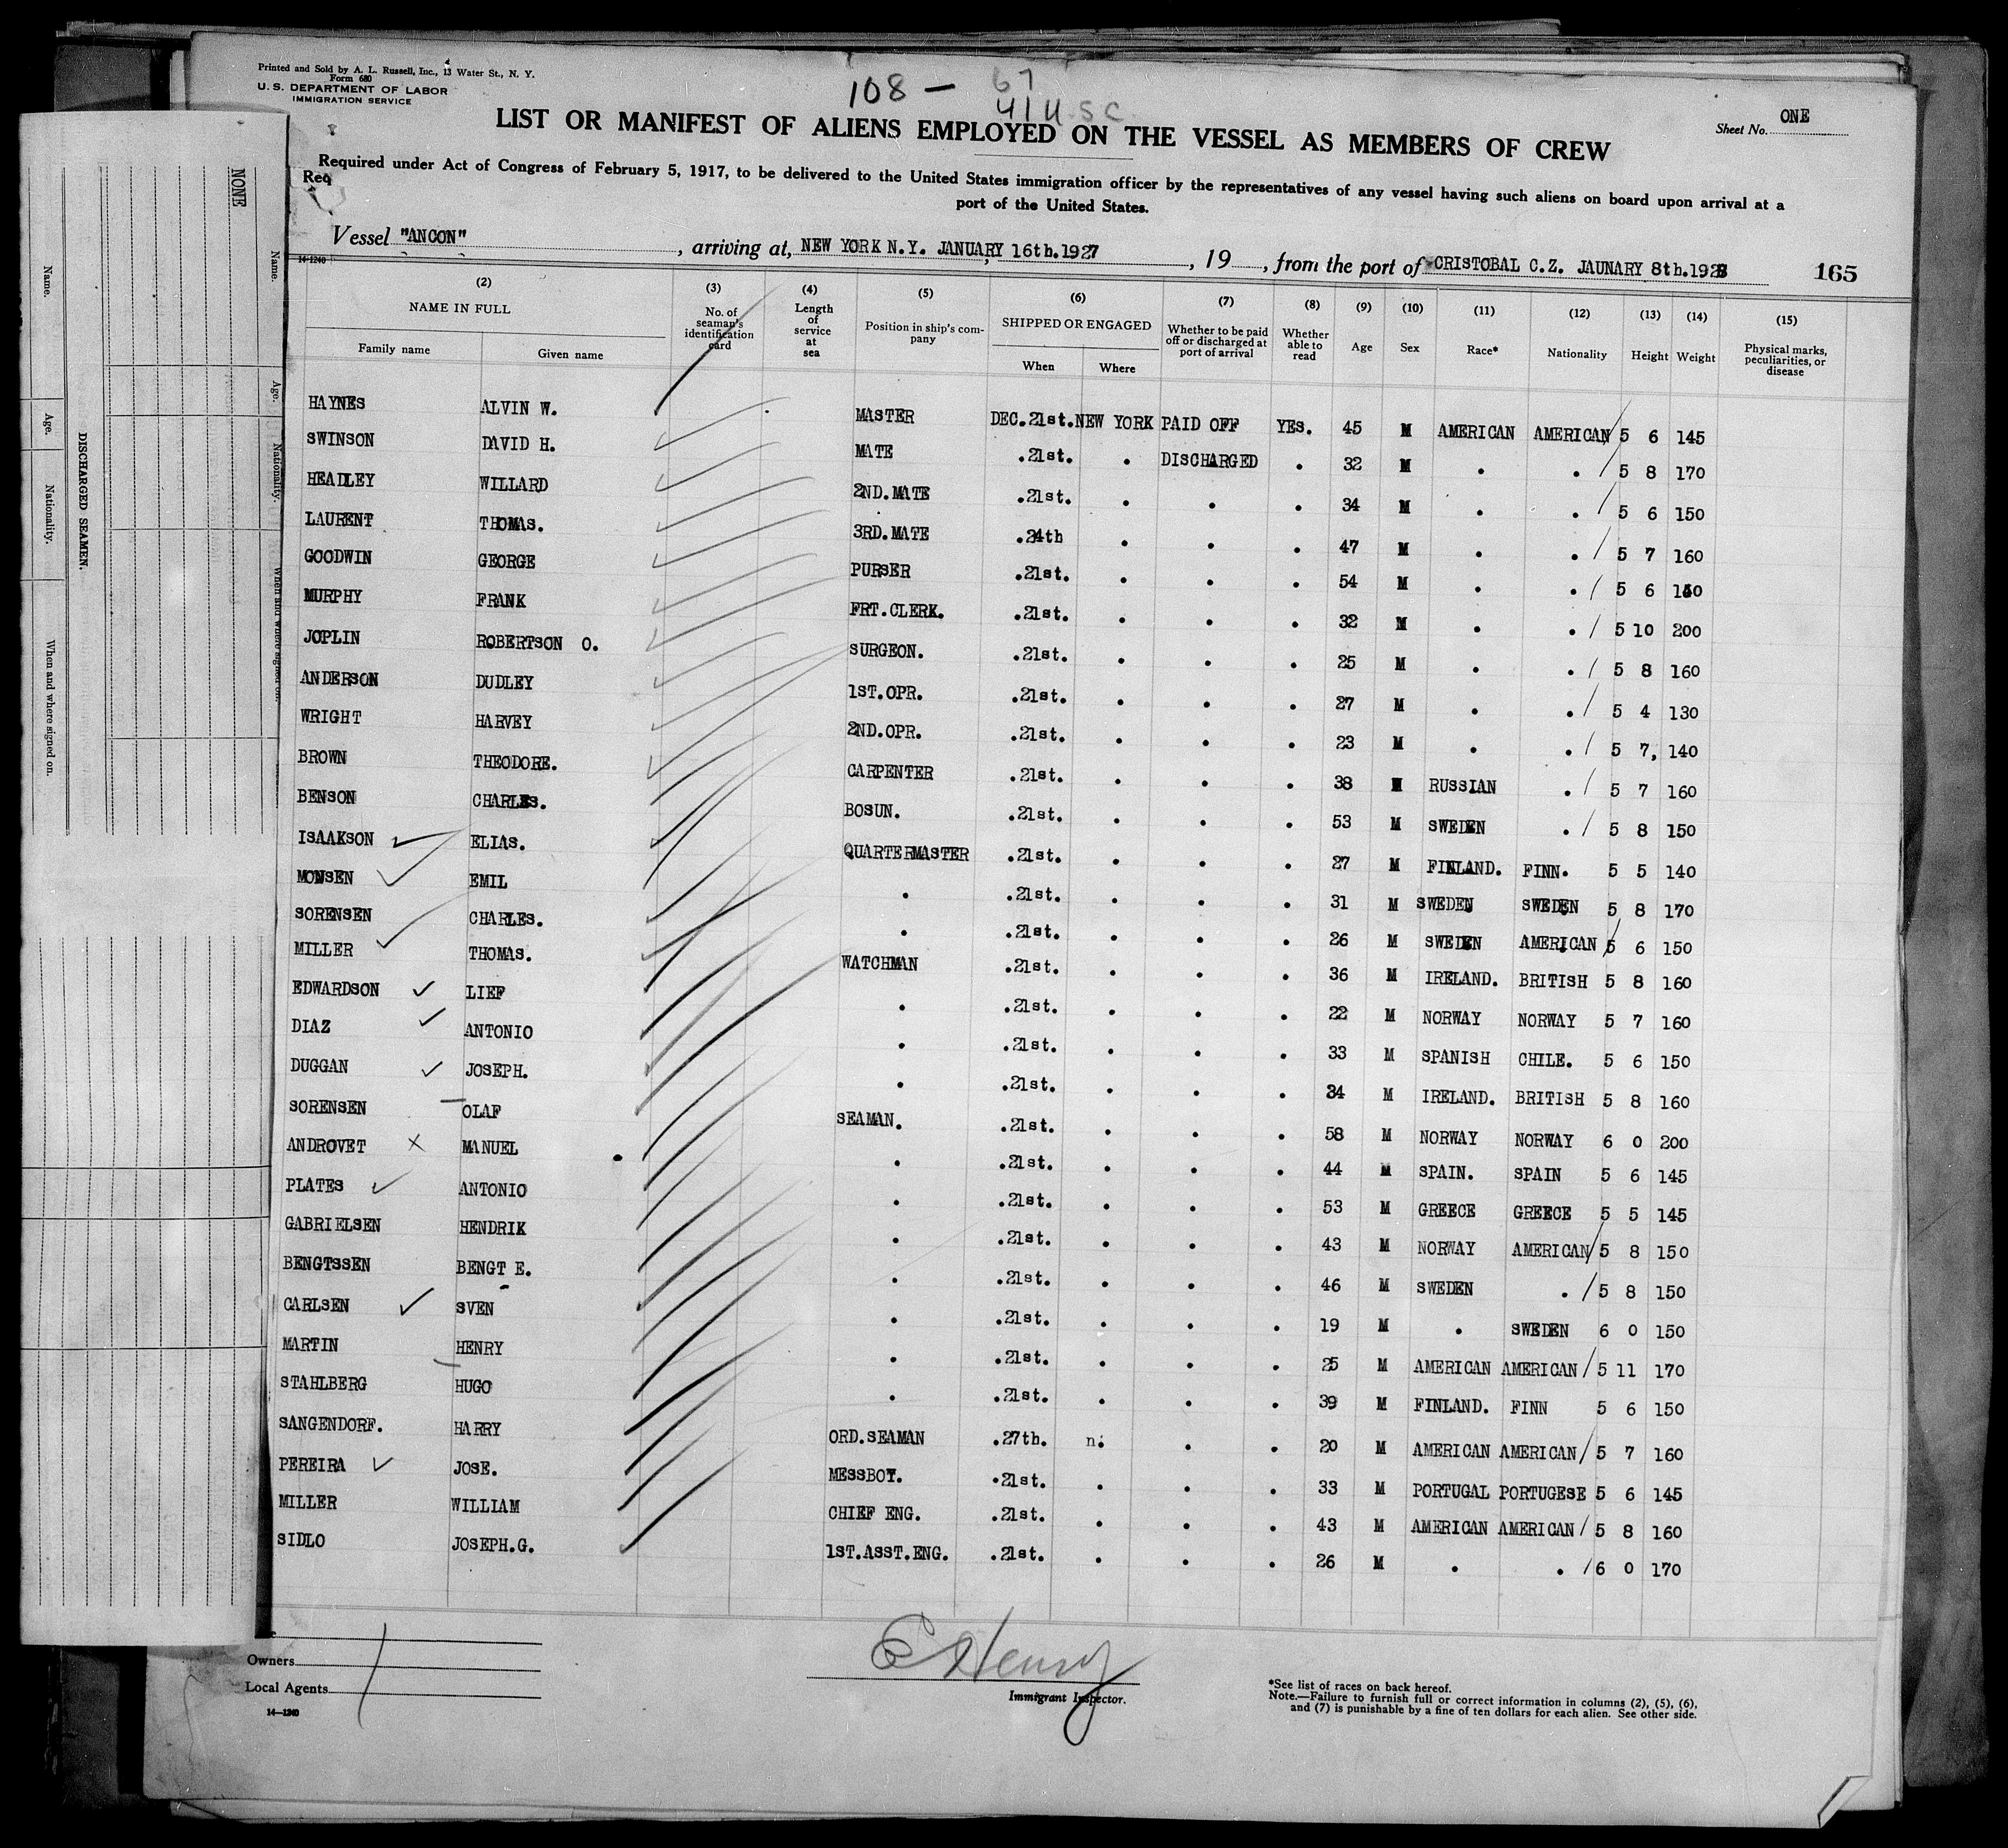 Printed and Sold by A. L. Russell, Inc., 13 Water St., N. Y.
Form 680
U. S. DEPARTMENT OF LABOR
IMMIGRATION SERVICE
108 — 67
41 U.S.C.
Sheet No. ONE
LIST OR MANIFEST OF ALIENS EMPLOYED ON THE VESSEL AS MEMBERS OF CREW
Required under Act of Congress of February 5, 1917, to be delivered to the United States immigration officer by the representatives of any vessel having such aliens on board upon arrival at a
Req
port of the United States.
Vessel "ANCON", arriving at, NEW YORK N.Y. JANUARY 16th.1927, 19, from the port of CRISTOBAL C.Z. JAUNARY 8th.192
165
14-1240
(2) (3) (4) (5) (6) (7) (8) (9) (10) (11) (12) (13) (14) (15)
NAME IN FULL
Family name Given name
No. of seaman's identification card
Length of service at sea
Position in ship's company
SHIPPED OR ENGAGED
When Where
Whether to be paid off or discharged at port of arrival
Whether able to read
Age Sex Race* Nationality Height Weight
Physical marks, peculiarities, or disease
HAYNES ALVIN W. MASTER DEC.21st. NEW YORK PAID OFF YES. 45 M AMERICAN AMERICAN 5 6 145
SWINSON DAVID H. MATE .21st. . DISCHARGED . 32 M . . 5 8 170
HEADLEY WILLARD 2ND.MATE .21st. . . . 34 M . . 5 6 150
LAURENT THOMAS. 3RD.MATE .24th . . . 47 M . . 5 7 160
GOODWIN GEORGE PURSER .21st. . . . 54 M . . 5 6
MURPHY FRANK FRT.CLERK. .21st. . . . 32 M . . 5 10 200
JOPLIN ROBERTSON O. SURGEON. .21st. . . . 25 M . . 5 8 160
ANDERSON DUDLEY 1ST.OPR. .21st. . . . 27 M . . 5 4 130
WRIGHT HARVEY 2ND.OPR. .21st. . . . 23 M . . 5 7, 140
BROWN THEODORE. CARPENTER .21st. . . . 38 M RUSSIAN . 5 7 160
BENSON CHARLES. BOSUN. .21st. . . . 53 M SWEDEN . 5 8 150
ISAAKSON ELIAS. QUARTERMASTER .21st. . . . 27 M FINLAND. FINN. 5 5 140
MONSEN EMIL . .21st. . . . 31 M SWEDEN SWEDEN 5 8 170
SORENSEN CHARLES. . .21st. . . . 26 M SWEDEN AMERICAN 5 6 150
MILLER THOMAS. WATCHMAN .21st. . . . 36 M IRELAND. BRITISH 5 8 160
EDWARDSON LIEF . .21st. . . . 22 M NORWAY NORWAY 5 7 160
DIAZ ANTONIO . .21st. . . . 33 M SPANISH CHILE. 5 6 150
DUGGAN JOSEPH. . .21st. . . . 34 M IRELAND. BRITISH 5 8 160
SORENSEN OLAF SEAMAN. .21st. . . . 58 M NORWAY NORWAY 6 0 200
ANDROVET MANUEL . .21st. . . . 44 M SPAIN. SPAIN 5 6 145
PLATES ANTONIO . .21st. . . . 53 M GREECE GREECE 5 5 145
GABRIELSEN HENDRIK . .21st. . . . 43 M NORWAY AMERICAN 5 8 150
BENGTSSEN BENGT E. . .21st. . . . 46 M SWEDEN . 5 8 150
CARLSEN SVEN . .21st. . . . 19 M . SWEDEN 6 0 150
MARTIN HENRY . .21st. . . . 25 M AMERICAN AMERICAN 5 11 170
STAHLBERG HUGO . .21st. . . . 39 M FINLAND. FINN 5 6 150
SANGENDORF. HARRY ORD.SEAMAN .27th. n. . . 20 M AMERICAN AMERICAN 5 7 160
PEREIRA JOSE. MESSBOY. .21st. . . . 33 M PORTUGAL PORTUGESE 5 6 145
MILLER WILLIAM CHIEF ENG. .21st. . . . 43 M AMERICAN AMERICAN 5 8 160
SIDLO JOSEPH.G. 1ST.ASST.ENG. .21st. . . . 26 M . . 6 0 170
Owners
Local Agents
14—1240
E Henry
Immigrant Inspector.
*See list of races on back hereof.
Note.—Failure to furnish full or correct information in columns (2), (5), (6),
and (7) is punishable by a fine of ten dollars for each alien. See other side.
NONE
Name. Age. Nationality. When and where signed on.
DISCHARGED SEAMEN.
Name. Age. Nationality. When and where signed on.